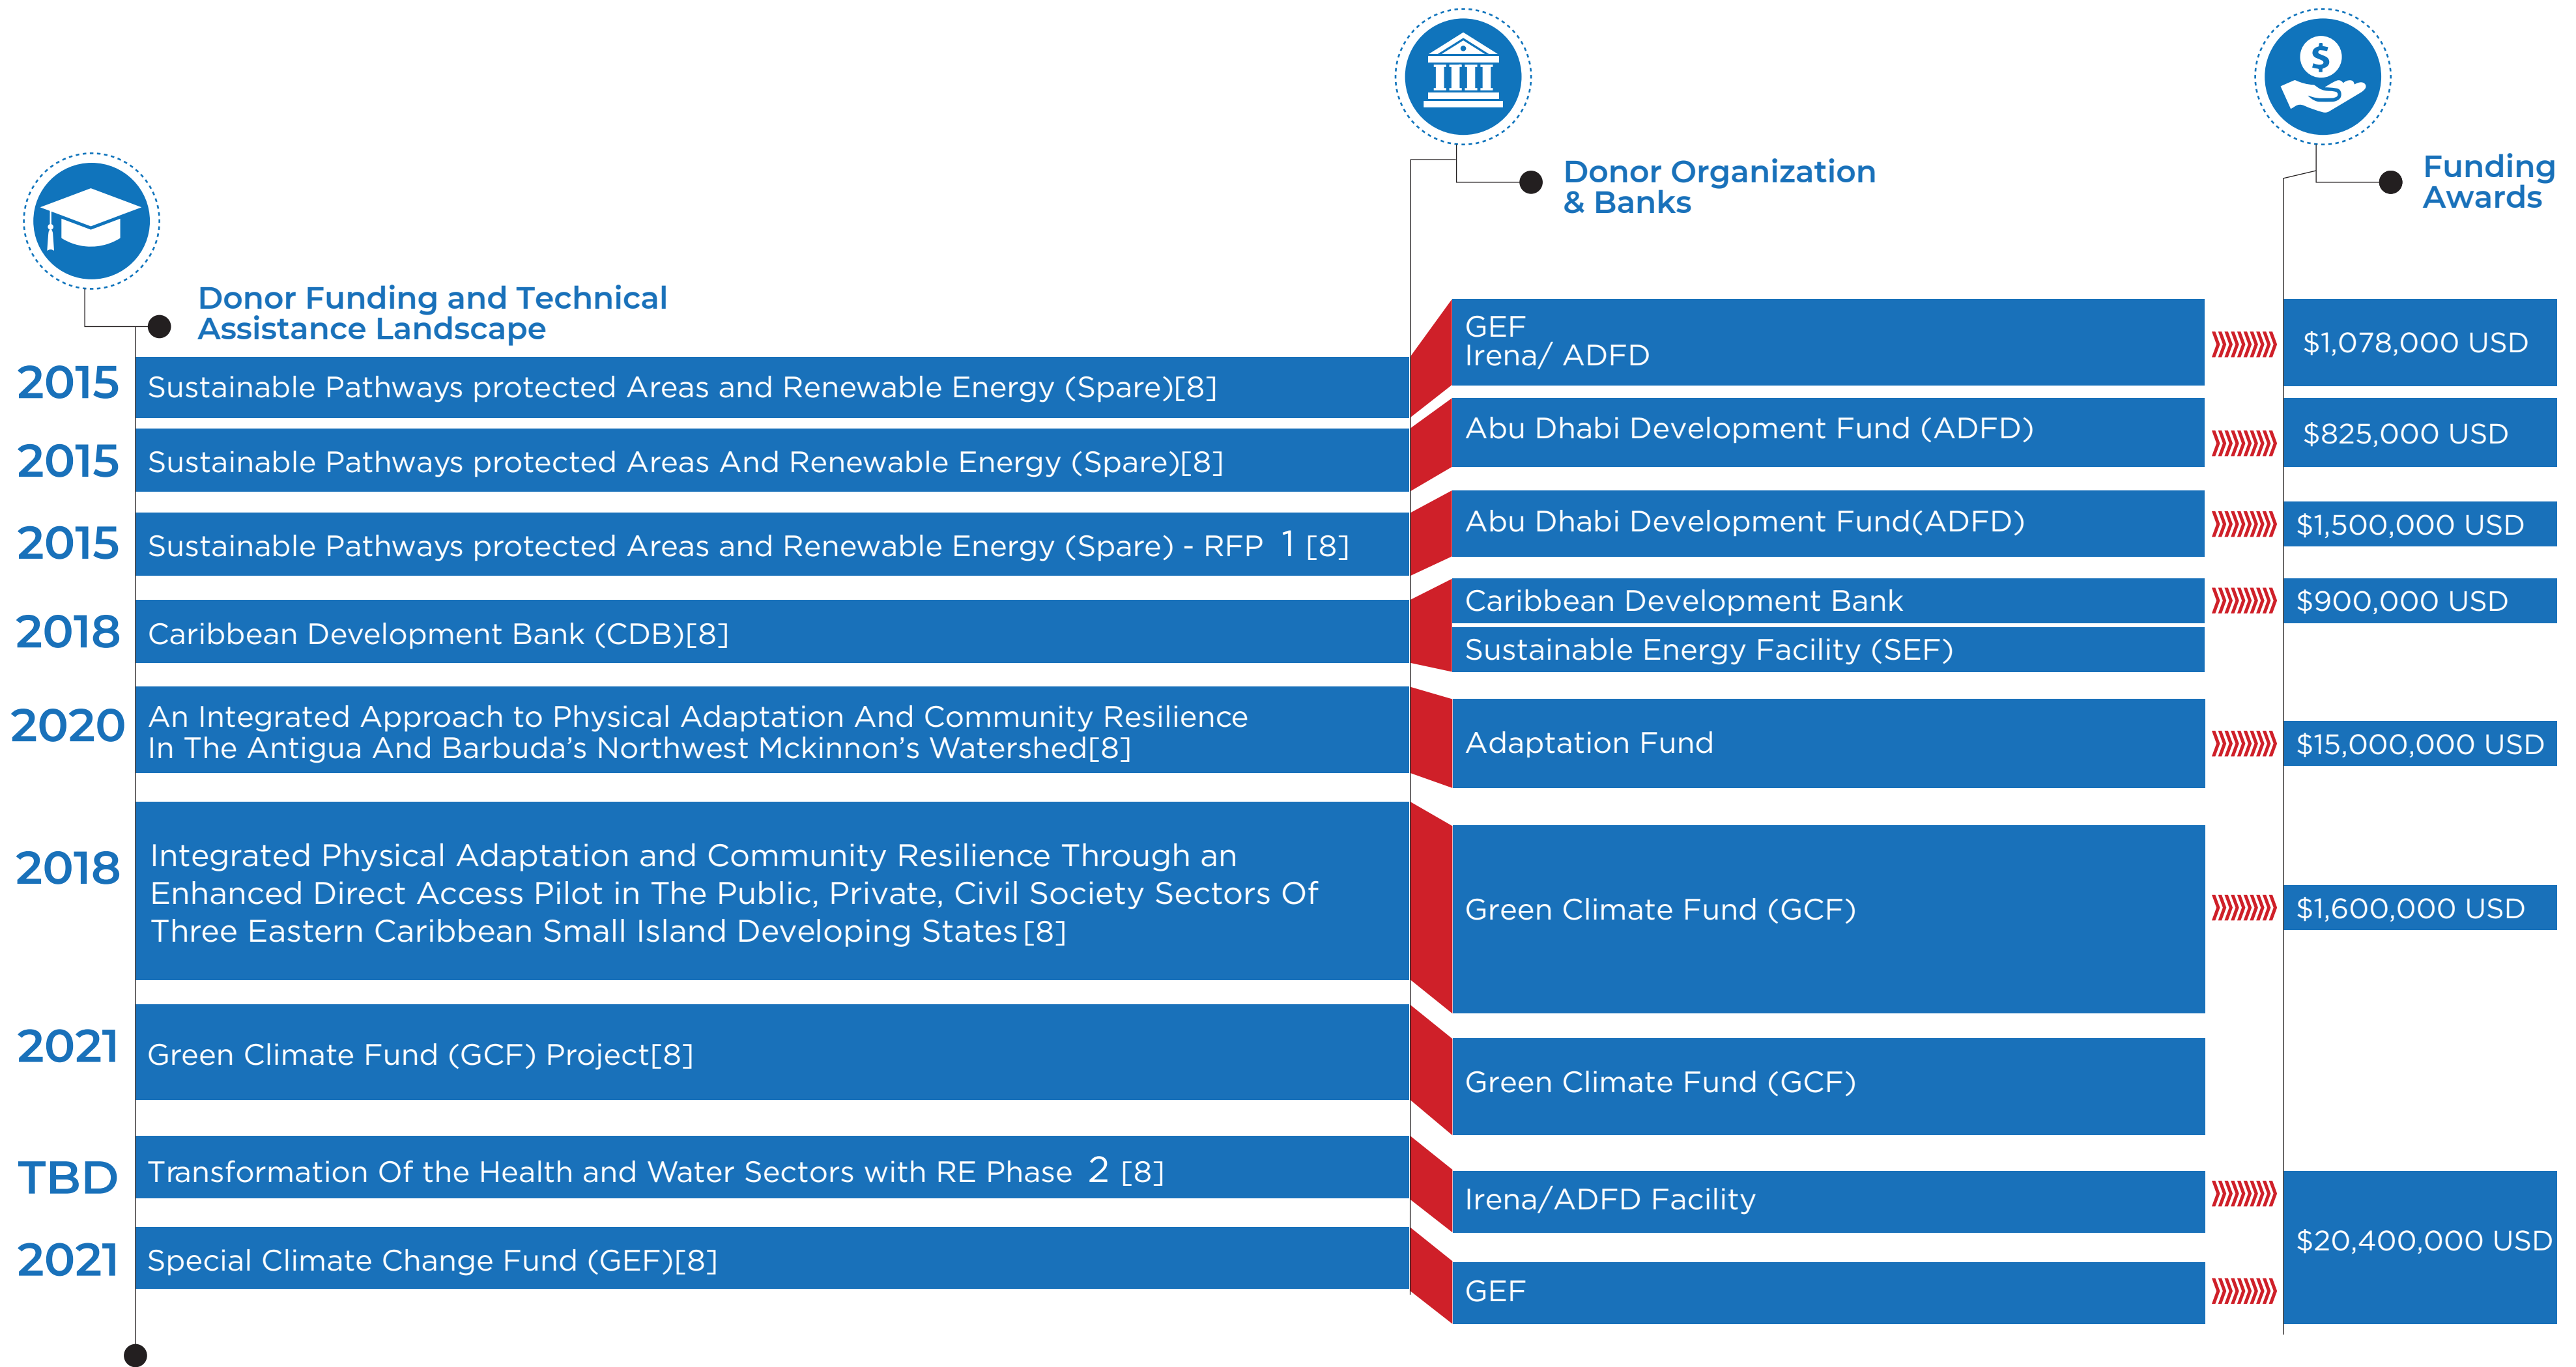 Donor Funding and Technical
Assistance Landscape
Donor Organization
& Banks
Funding
Awards
2015
Sustainable Pathways protected Areas and Renewable Energy (Spare)[8]
GEF
Irena/ ADFD
$1,078,000 USD
2015
Sustainable Pathways protected Areas And Renewable Energy (Spare)[8]
Abu Dhabi Development Fund (ADFD)
$825,000 USD
2015
Sustainable Pathways protected Areas and Renewable Energy (Spare) - RFP 1 [8]
Abu Dhabi Development Fund(ADFD)
$1,500,000 USD
2018
Caribbean Development Bank (CDB)[8]
Caribbean Development Bank
Sustainable Energy Facility (SEF)
$900,000 USD
2020
An Integrated Approach to Physical Adaptation And Community Resilience
In The Antigua And Barbuda’s Northwest Mckinnon’s Watershed[8]
Adaptation Fund
$15,000,000 USD
2018
Integrated Physical Adaptation and Community Resilience Through an
Enhanced Direct Access Pilot in The Public, Private, Civil Society Sectors Of
Three Eastern Caribbean Small Island Developing States [8]
Green Climate Fund (GCF)
$1,600,000 USD
2021
Green Climate Fund (GCF) Project[8]
Green Climate Fund (GCF)
TBD
Transformation Of the Health and Water Sectors with RE Phase 2 [8]
Irena/ADFD Facility
2021
Special Climate Change Fund (GEF)[8]
GEF
$20,400,000 USD
$